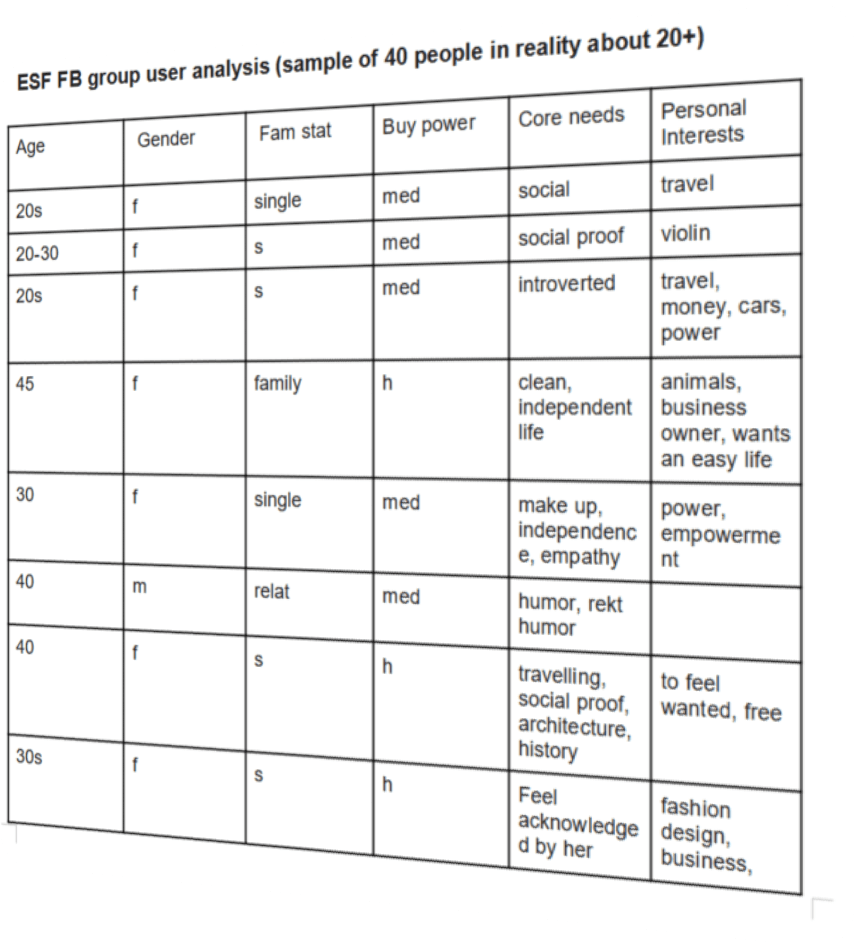 ESF FB group user analysis (sample of 40 people in reality about 20+)
Age Gender Fam stat Buy power Core needs Personal
Interests
20s f single med social travel
20-30 f s med social proof violin
20s f s med introverted travel,
money, cars,
power
45 f family h clean, animals,
independent business
life owner, wants
an easy life
30 f single med make up, power,
independenc empowerme
e, empathy nt
40 m relat med humor, rekt
humor
40 f s h travelling, to feel
social proof, wanted, free
architecture,
history
30s f s h Feel fashion
acknowledge design,
d by her business,